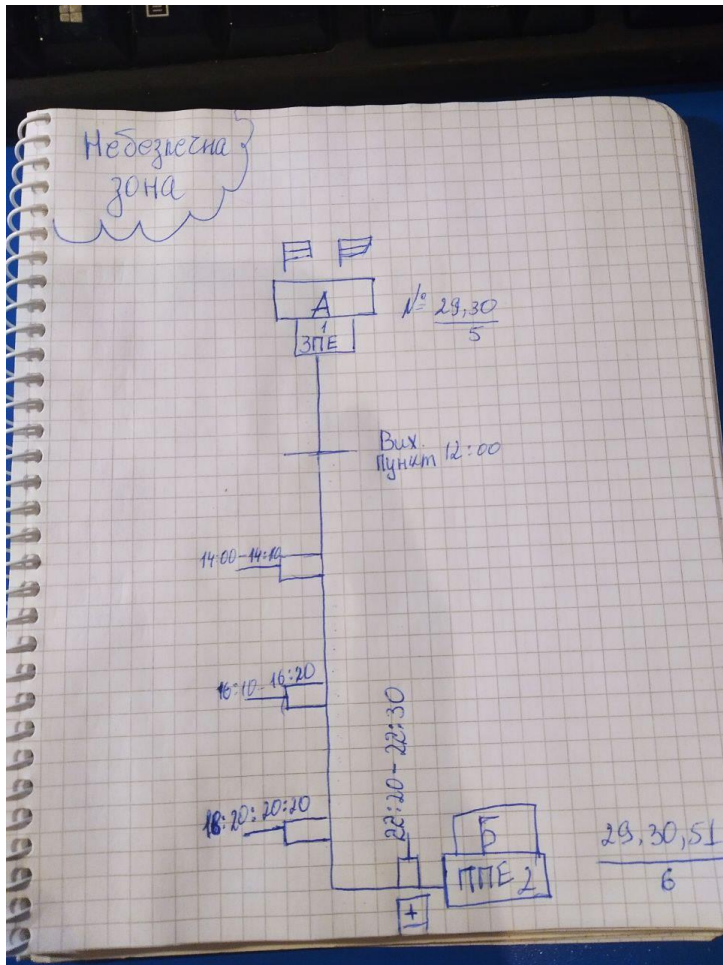 Небезпечна
зона
А
№ 29,30
5
1
ЗПЕ
Вих.
Пункт 12:00
14:00-14:10
16:10-16:20
22:20-22:30
18:20:20:20
Б
ППЕ 2
29,30,51
6
+